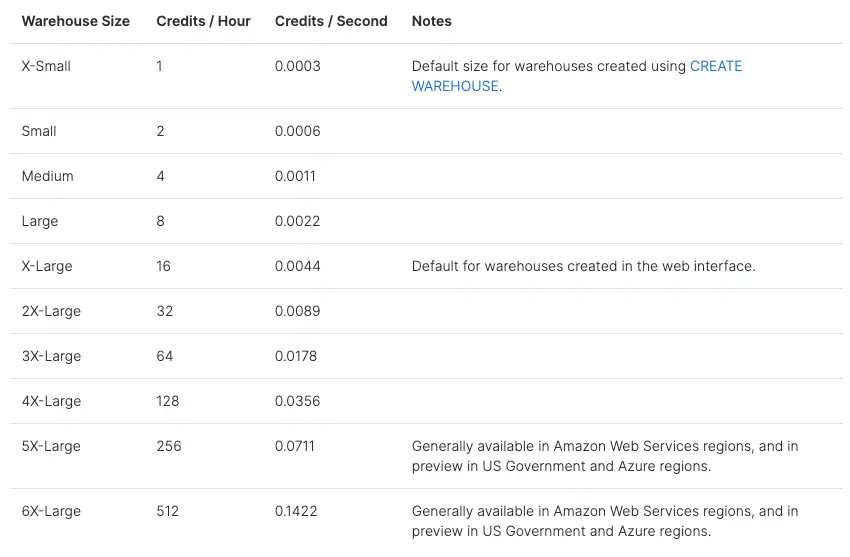 Warehouse Size Credits / Hour Credits / Second Notes
X-Small 1 0.0003 Default size for warehouses created using CREATE
WAREHOUSE.
Small 2 0.0006
Medium 4 0.0011
Large 8 0.0022
X-Large 16 0.0044 Default for warehouses created in the web interface.
2X-Large 32 0.0089
3X-Large 64 0.0178
4X-Large 128 0.0356
5X-Large 256 0.0711 Generally available in Amazon Web Services regions, and in
preview in US Government and Azure regions.
6X-Large 512 0.1422 Generally available in Amazon Web Services regions, and in
preview in US Government and Azure regions.